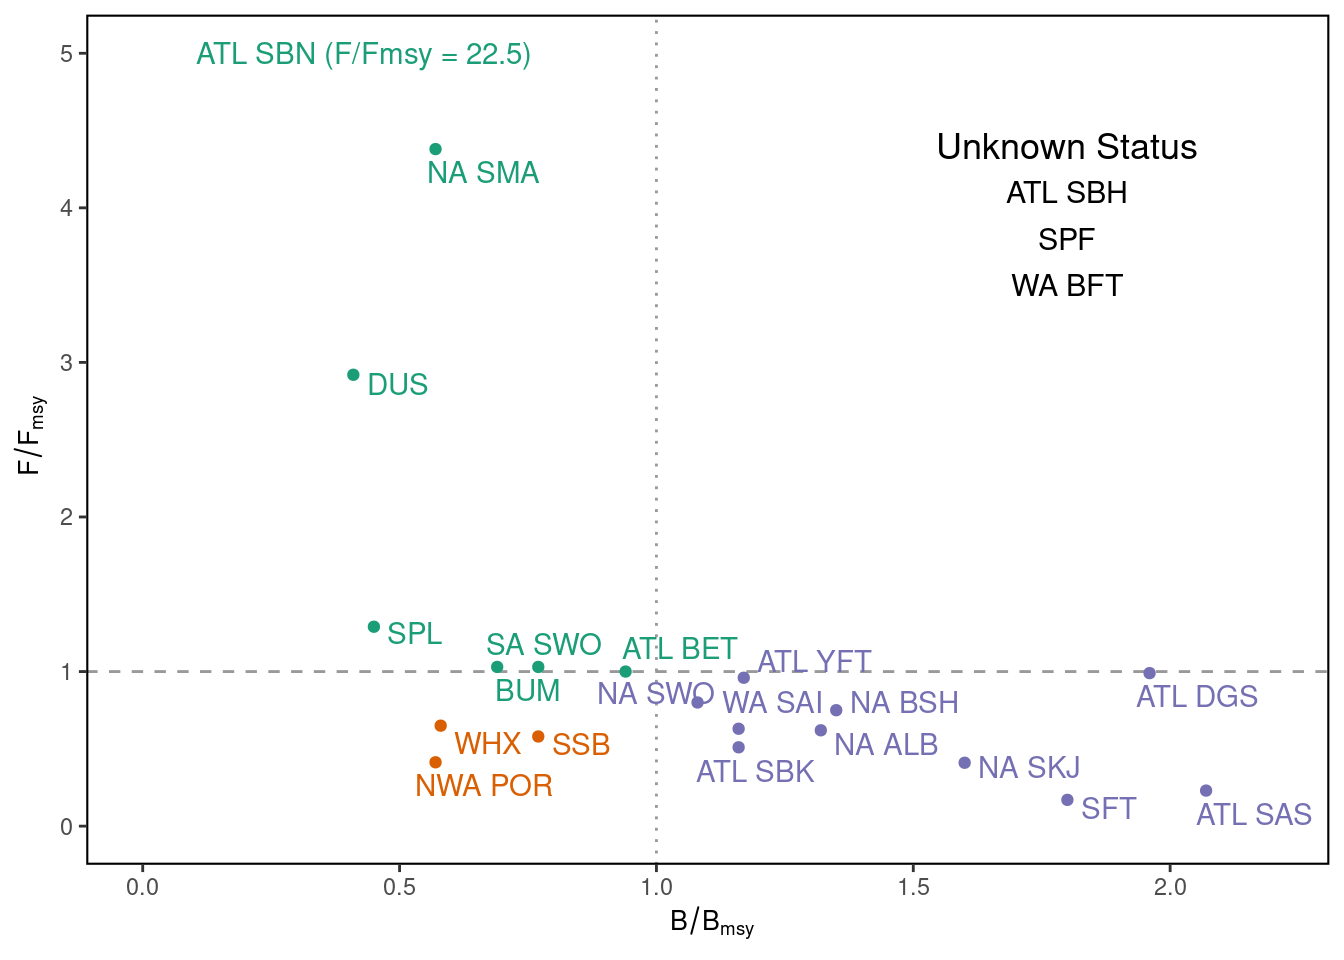 5
ATL SBN (F/Fmsy = 22.5)
Unknown Status
NA SMA
ATL SBH
4
SPF
WA BFT
3
DUS
F/Fmsy
2
SPL
SA SWO
ATL BET
1
ATL YFT
BUM
NA SWO
WA SAI
NA BSH
ATL DGS
WHX
SSB
NA ALB
NWA POR
ATL SBK
NA SKJ
SFT
ATL SAS
0
0.0
0.5
1.0
1.5
2.0
B/Bmsy